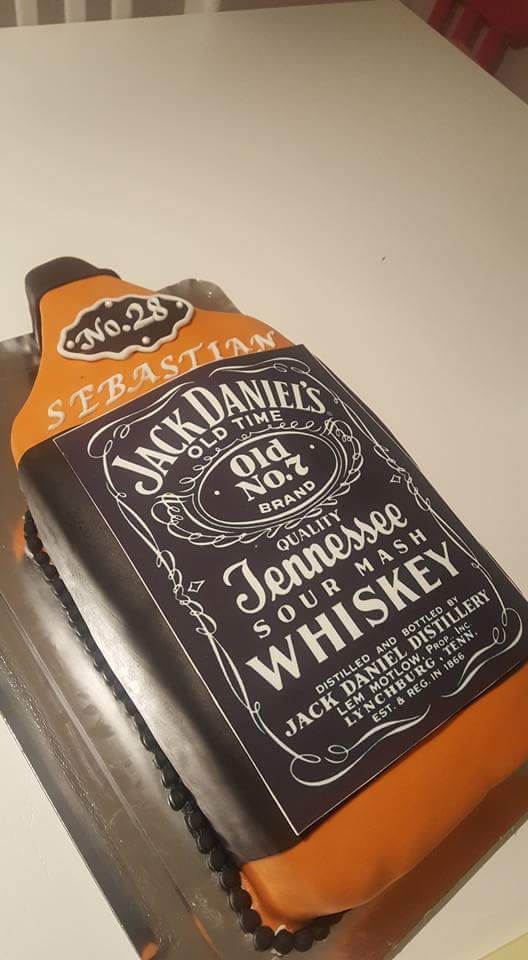 No.28
SEBASTIAN
JACK DANIEL'S
OLD TIME
Old
No.7
BRAND
QUALITY
Tennessee
SOUR MASH
WHISKEY
DISTILLED AND BOTTLED BY
JACK DANIEL DISTILLERY
LEM MOTLOW, PROP., INC.
LYNCHBURG, TENN.
EST. & REG. IN 1866